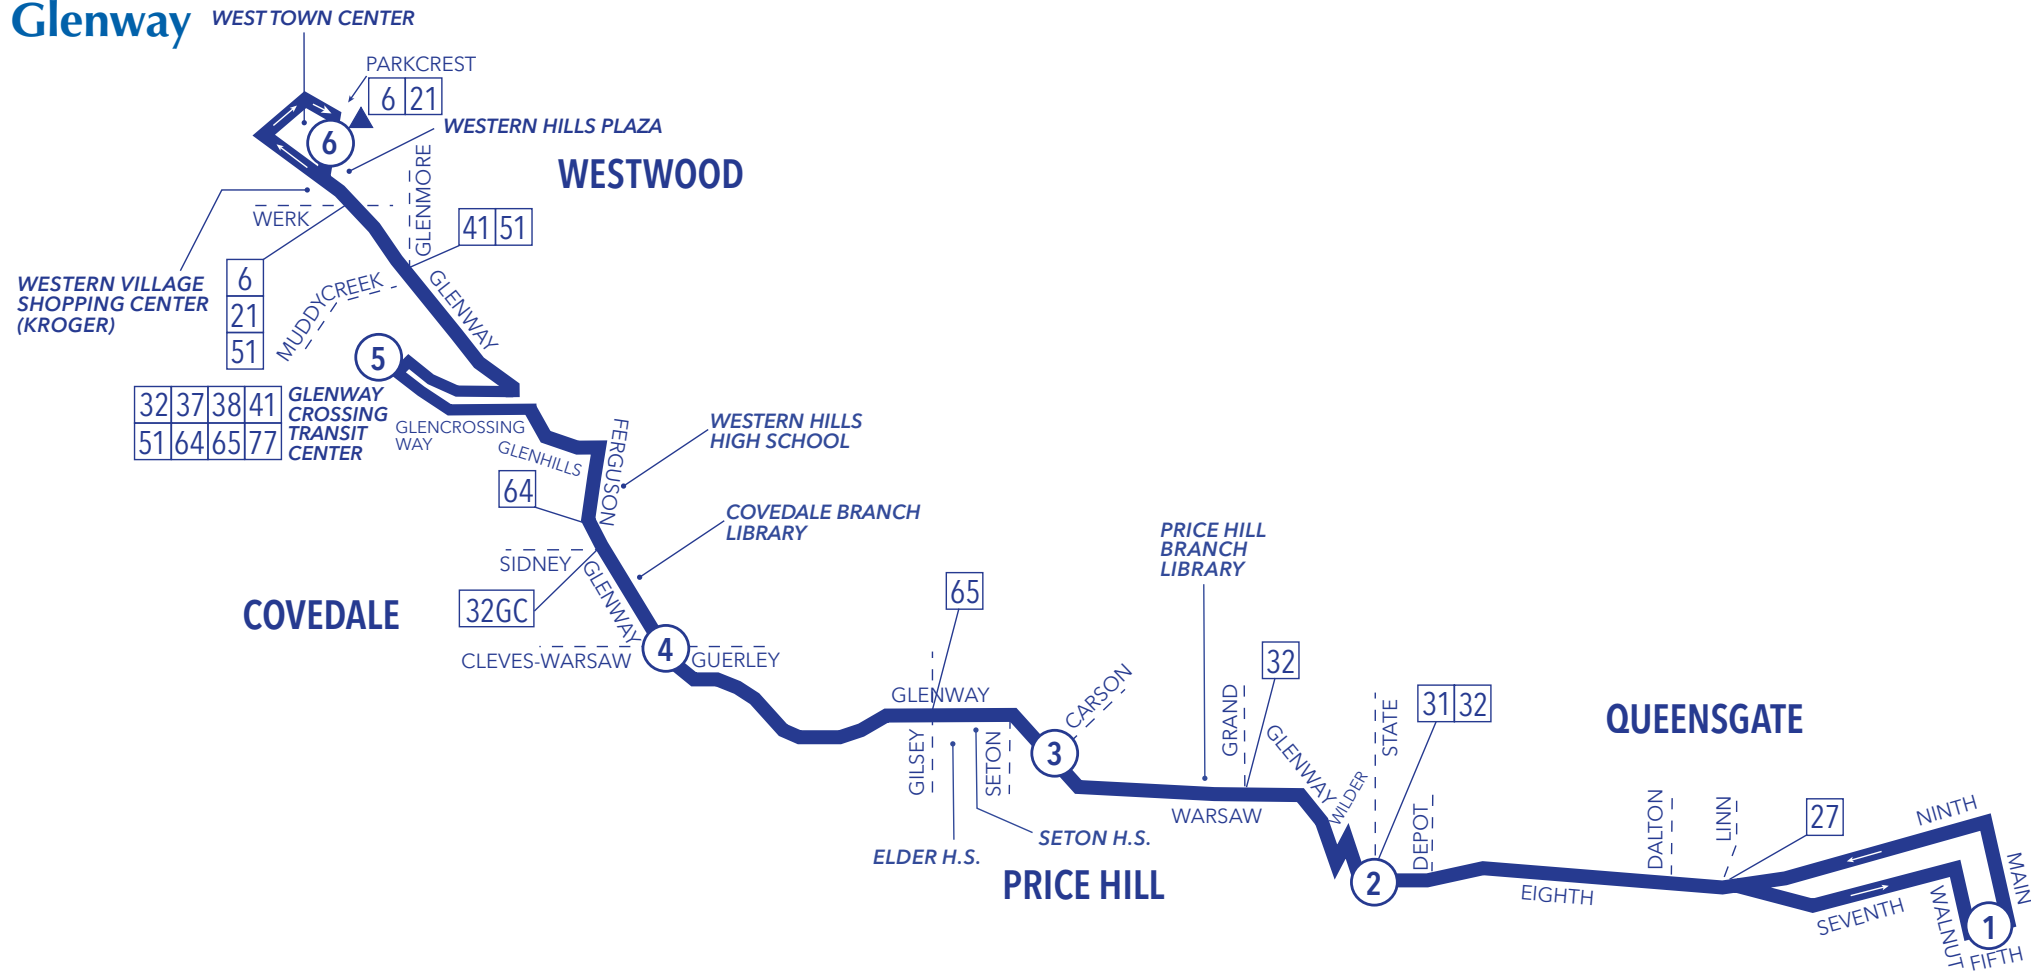 Glenway
WEST TOWN CENTER
PARKCREST
6 21
6
WESTERN HILLS PLAZA
WESTWOOD
GLENMORE
WERK
41 51
WESTERN VILLAGE
SHOPPING CENTER
(KROGER)
6
21
51
MUDDYCREEK
GLENWAY
5
32 37 38 41
51 64 65 77
GLENWAY
CROSSING
TRANSIT
CENTER
GLENCROSSING
WAY
GLENHILLS
FERGUSON
WESTERN HILLS
HIGH SCHOOL
64
COVEDALE BRANCH
LIBRARY
SIDNEY
GLENWAY
32GC
COVEDALE
4
CLEVES-WARSAW
GUERLEY
65
GLENWAY
GILSEY
SETON
ELDER H.S.
SETON H.S.
PRICE HILL
3
CARSON
PRICE HILL
BRANCH
LIBRARY
GRAND
32
WARSAW
GLENWAY
WILDER
STATE
31 32
2
DEPOT
QUEENSGATE
EIGHTH
DALTON
LINN
27
NINTH
SEVENTH
WALNUT
MAIN
1
FIFTH